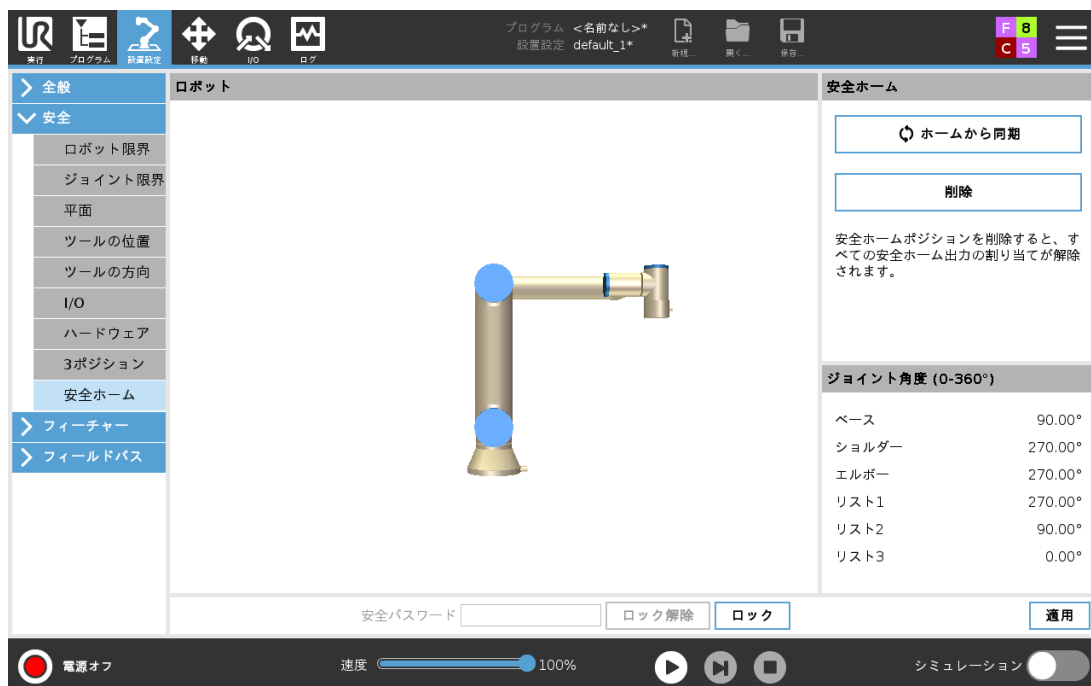 実行
プログラム
設置設定
移動
I/O
ログ
プログラム <名前なし>*
設置設定 default_1*
新規...
開く...
保存...
F 8
C 5
全般
安全
ロボット限界
ジョイント限界
平面
ツールの位置
ツールの方向
I/O
ハードウェア
3ポジション
安全ホーム
フィーチャー
フィールドバス
ロボット
安全ホーム
ホームから同期
削除
安全ホームポジションを削除すると、す
べての安全ホーム出力の割り当てが解除
されます。
ジョイント角度 (0-360°)
ベース 90.00°
ショルダー 270.00°
エルボー 270.00°
リスト1 270.00°
リスト2 90.00°
リスト3 0.00°
安全パスワード ロック解除 ロック 適用
電源オフ 速度 100% シミュレーション